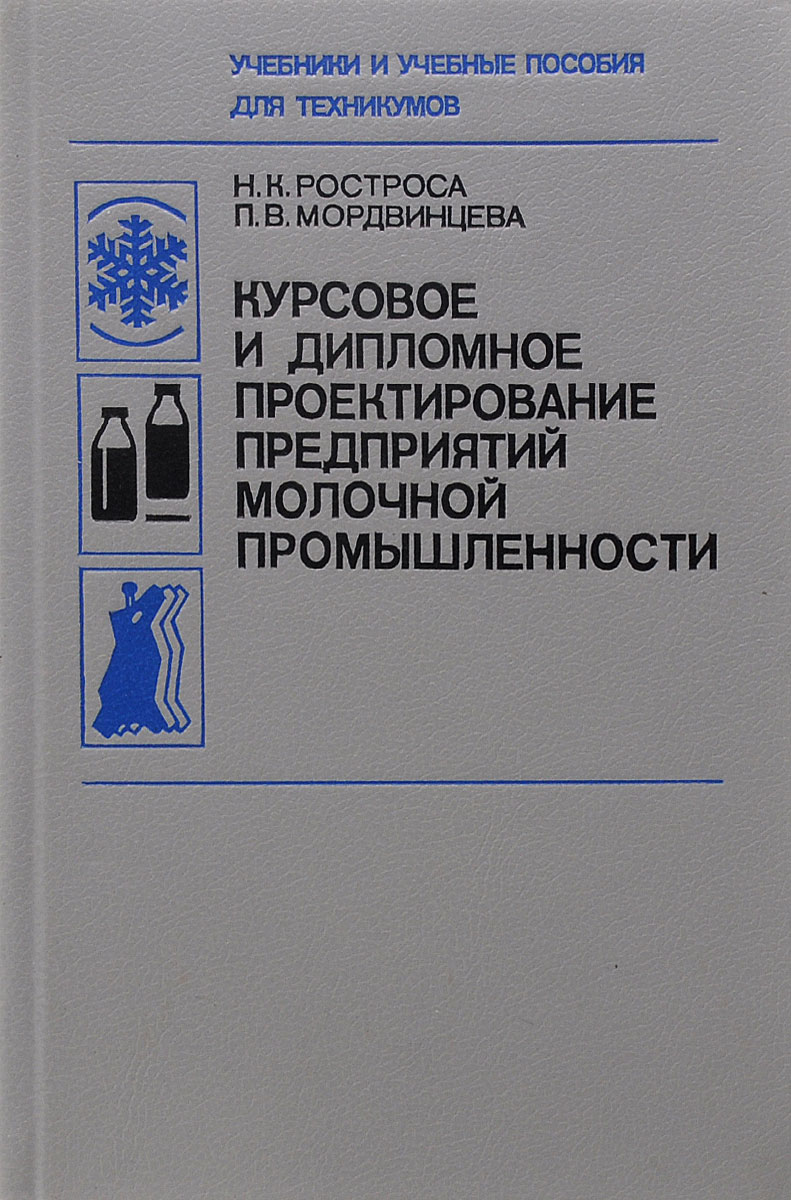 УЧЕБНИКИ И УЧЕБНЫЕ ПОСОБИЯ
ДЛЯ ТЕХНИКУМОВ
Н.К.РОСТРОСА
П.В.МОРДВИНЦЕВА
КУРСОВОЕ
И ДИПЛОМНОЕ
ПРОЕКТИРОВАНИЕ
ПРЕДПРИЯТИЙ
МОЛОЧНОЙ
ПРОМЫШЛЕННОСТИ